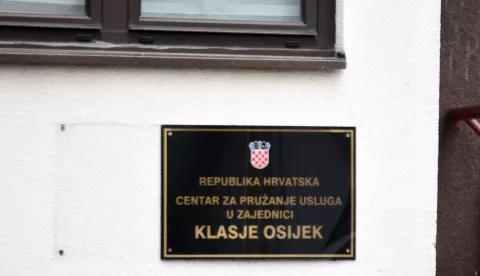 REPUBLIKA HRVATSKA
CENTAR ZA PRUŽANJE USLUGA
U ZAJEDNICI
KLASJE OSIJEK